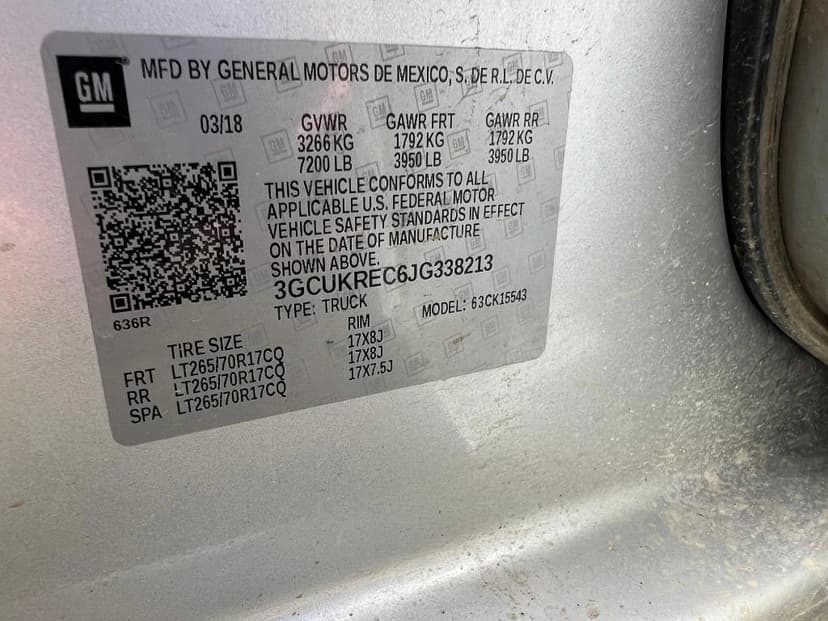 GM
MFD BY GENERAL MOTORS DE MEXICO, S. DE R.L. DE C.V.
03/18 GVWR GAWR FRT GAWR RR
3266 KG 1792 KG 1792 KG
7200 LB 3950 LB 3950 LB
THIS VEHICLE CONFORMS TO ALL
APPLICABLE U.S. FEDERAL MOTOR
VEHICLE SAFETY STANDARDS IN EFFECT
ON THE DATE OF MANUFACTURE
SHOWN ABOVE.
3GCUKREC6JG338213
TYPE: TRUCK MODEL: 63CK15543
636R
TIRE SIZE RIM
FRT LT265/70R17CQ 17X8J
RR LT265/70R17CQ 17X8J
SPA LT265/70R17CQ 17X7.5J